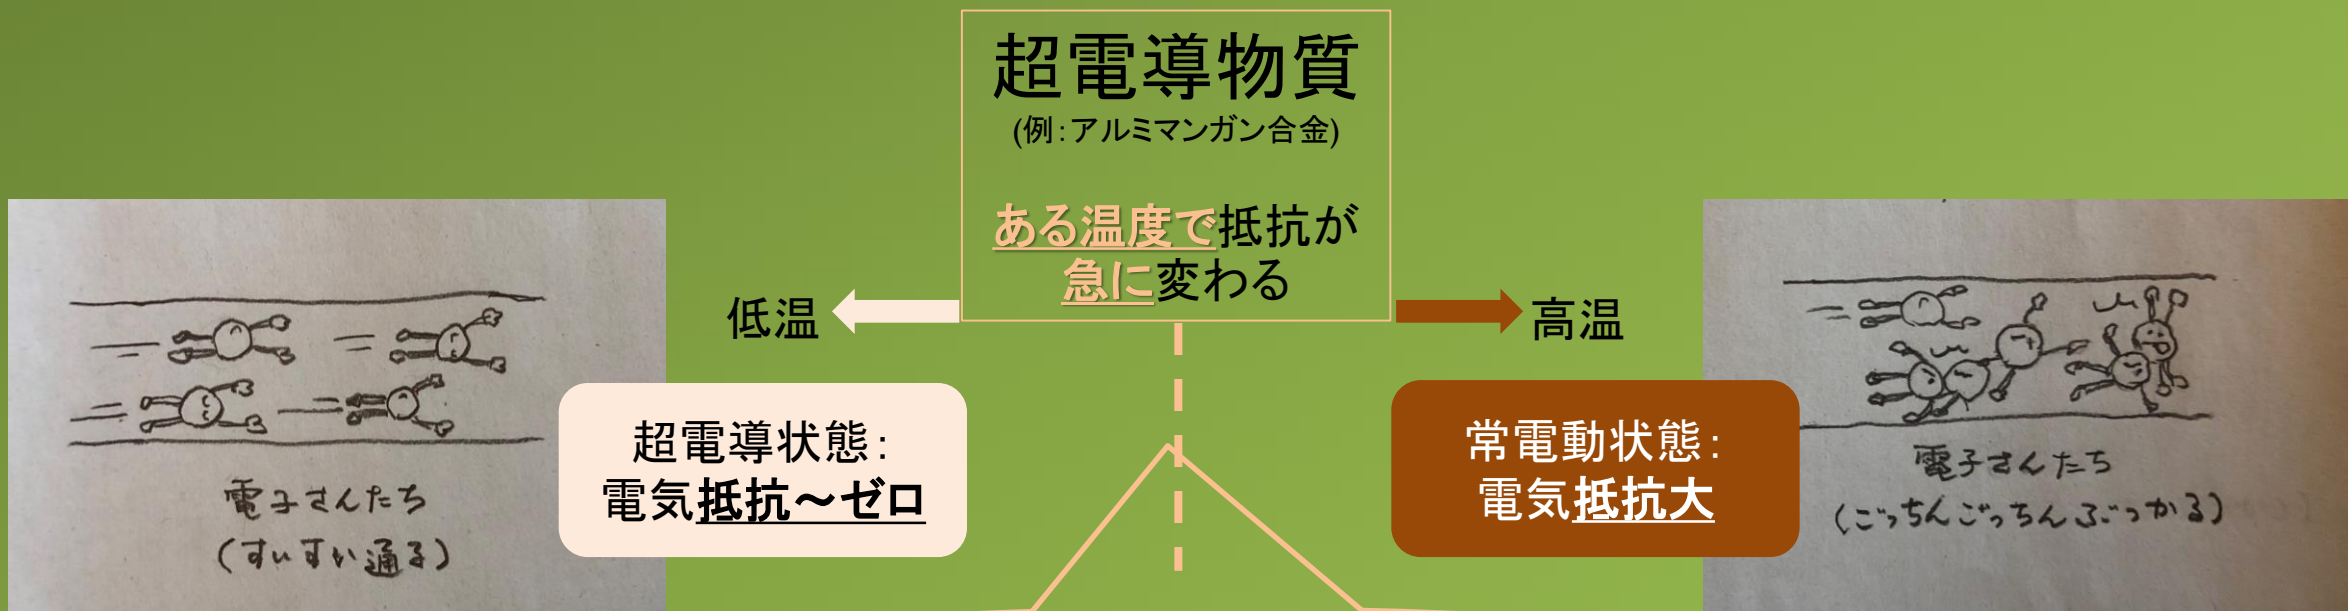 超電導物質
(例:アルミマンガン合金)
ある温度で抵抗が
急に変わる
低温
高温
超電導状態:
電気抵抗～ゼロ
常電動状態:
電気抵抗大
電子さんたち
(すいすい通る)
電子さんたち
(ごっちんごっちんぶつかる)